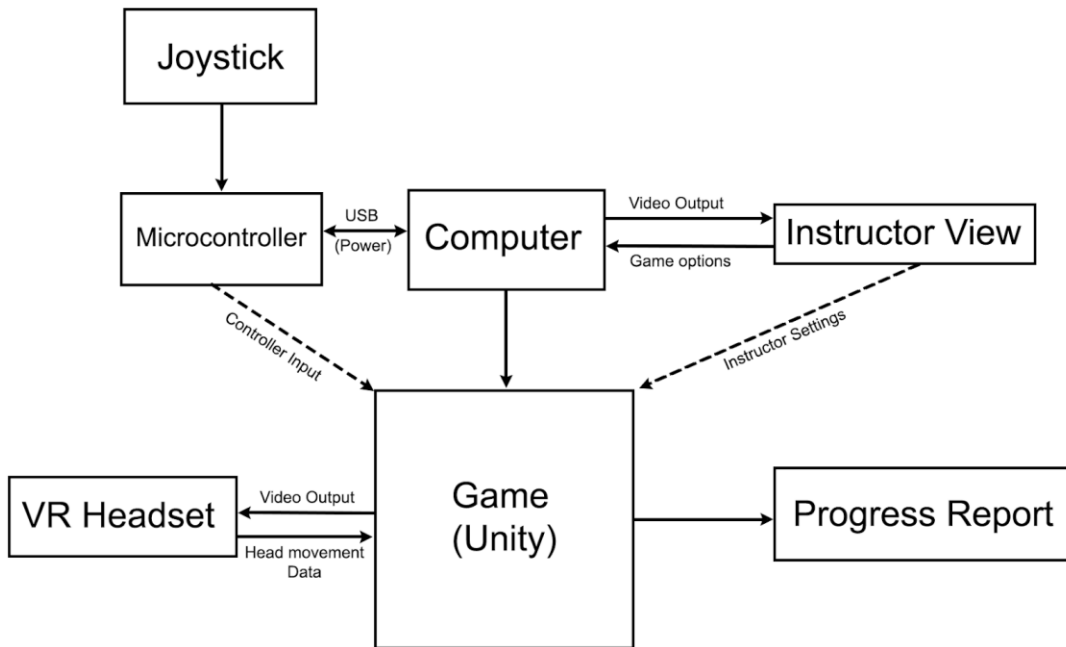 Joystick
Microcontroller
USB
(Power)
Computer
Video Output
Game options
Instructor View
Controller Input
Instructor Settings
VR Headset
Video Output
Head movement
Data
Game
(Unity)
Progress Report